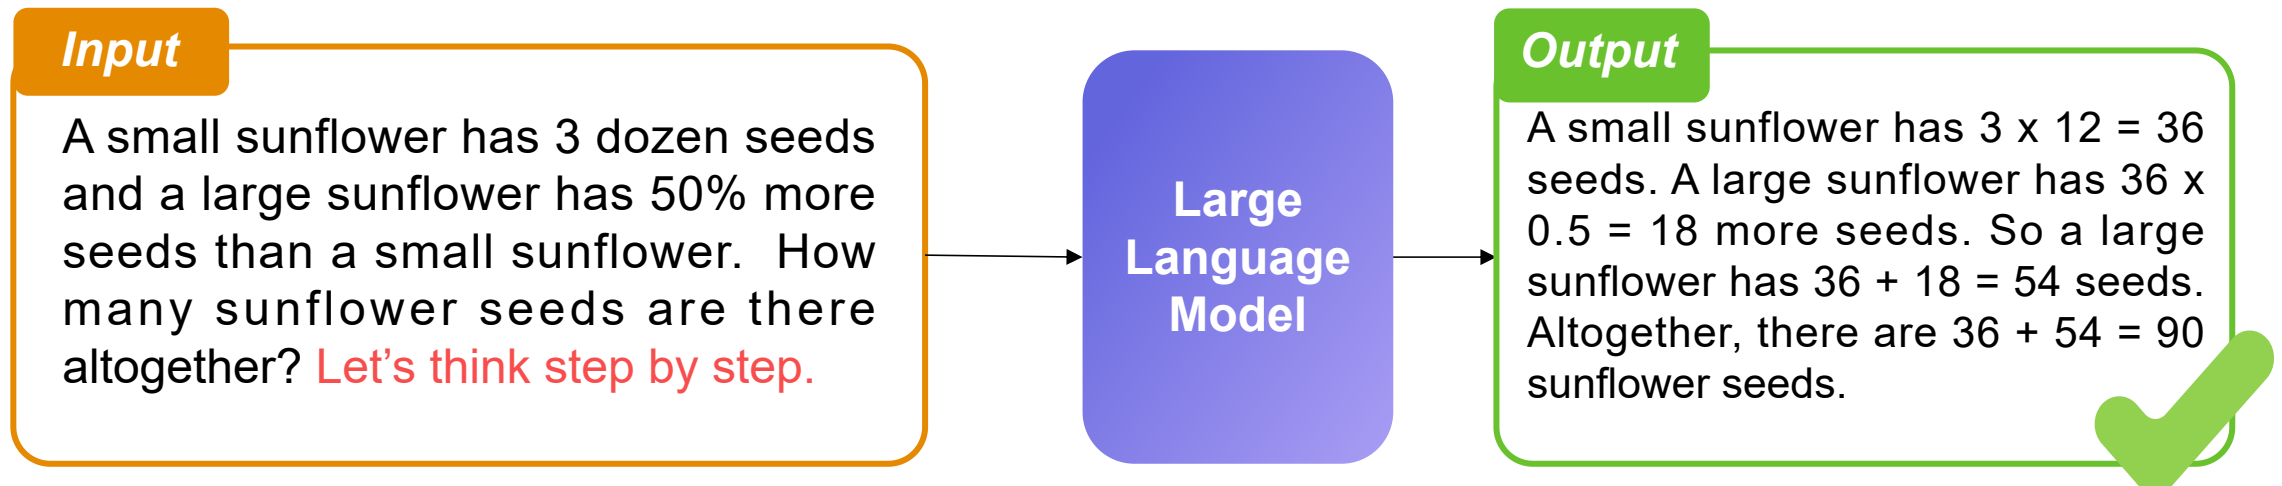 Input
A small sunflower has 3 dozen seeds
and a large sunflower has 50% more
seeds than a small sunflower. How
many sunflower seeds are there
altogether? Let’s think step by step.
Large
Language
Model
Output
A small sunflower has 3 x 12 = 36
seeds. A large sunflower has 36 x
0.5 = 18 more seeds. So a large
sunflower has 36 + 18 = 54 seeds.
Altogether, there are 36 + 54 = 90
sunflower seeds.